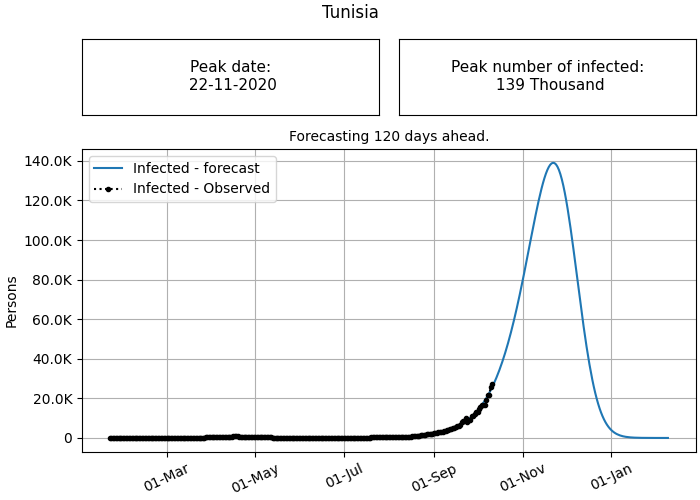 Tunisia
Peak date:
22-11-2020
Peak number of infected:
139 Thousand
Forecasting 120 days ahead.
Infected - forecast
Infected - Observed
Persons
140.0K
120.0K
100.0K
80.0K
60.0K
40.0K
20.0K
0
01-Mar
01-May
01-Jul
01-Sep
01-Nov
01-Jan